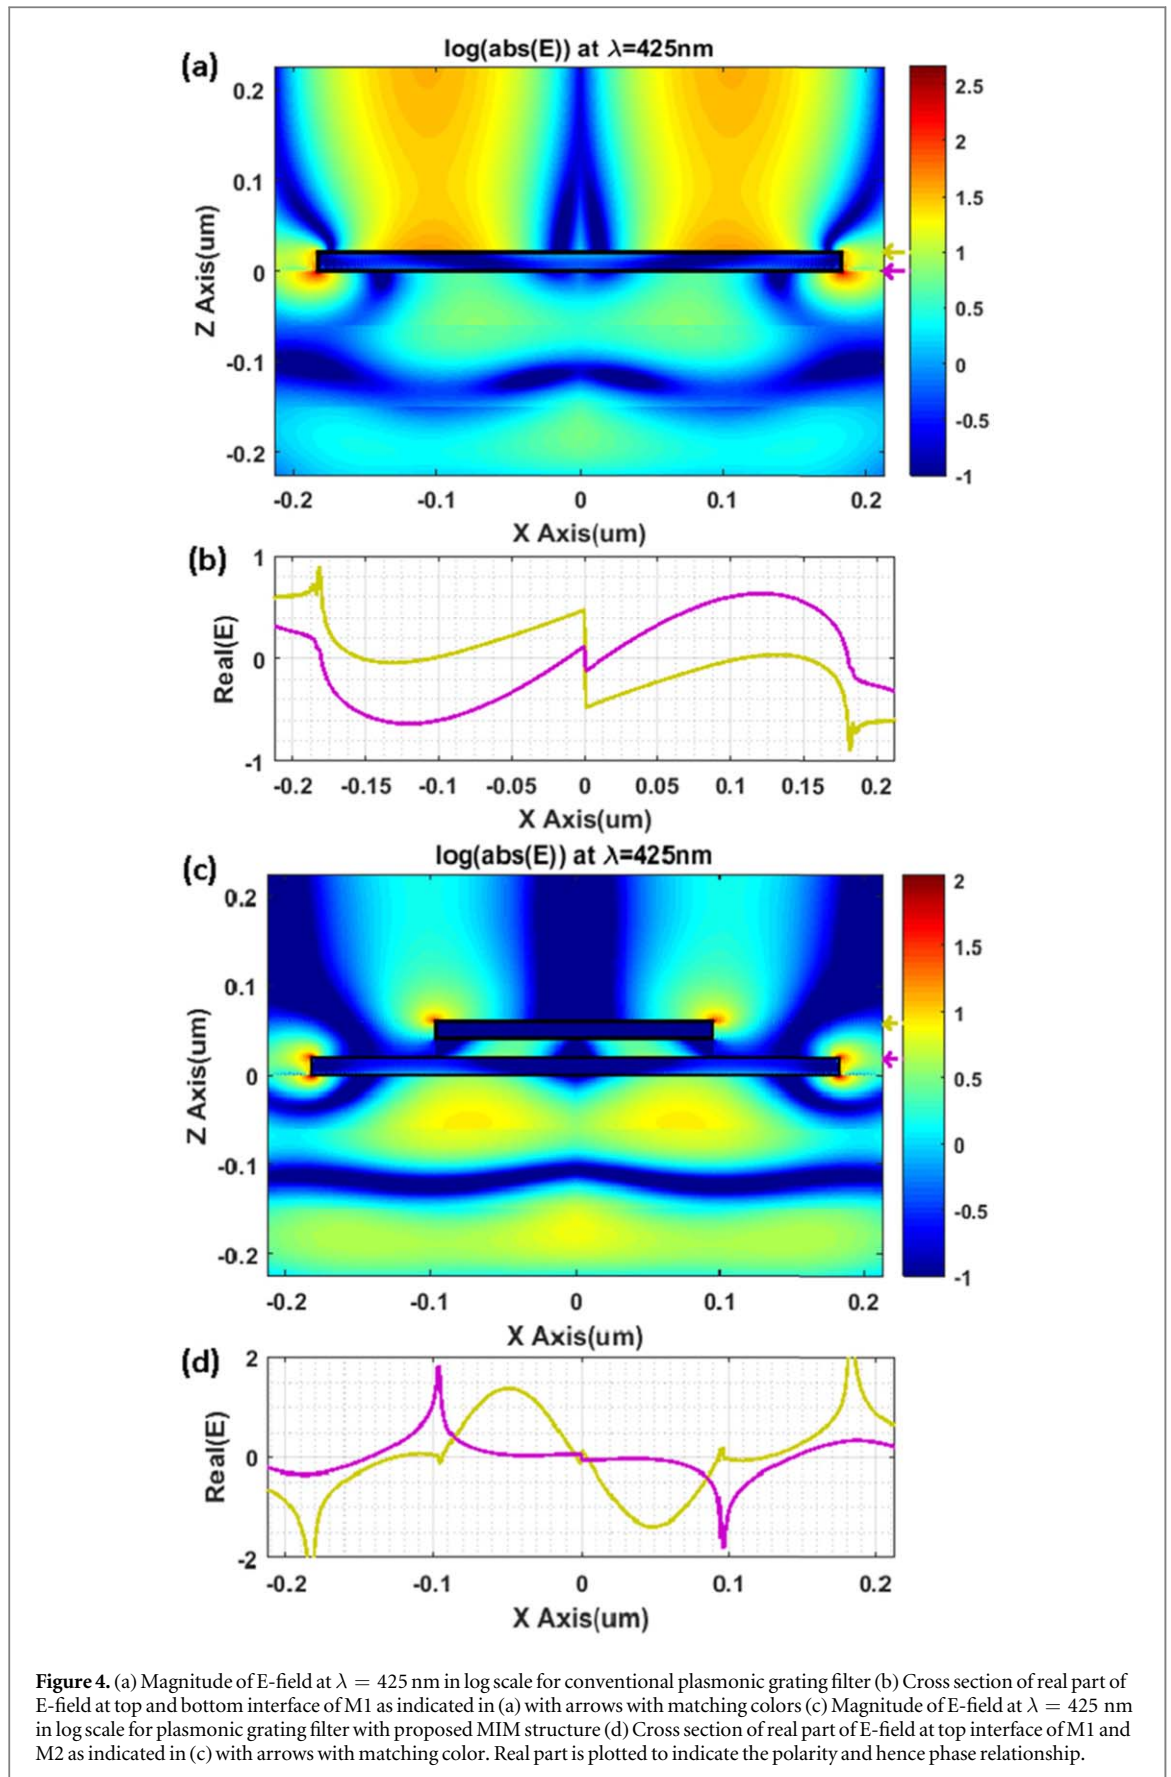 (a)
log(abs(E)) at λ=425nm
Z Axis(um)
0.2
0.1
0
-0.1
-0.2
-0.2 -0.1 0 0.1 0.2
X Axis(um)
2.5
2
1.5
1
0.5
0
-0.5
-1
(b)
Real(E)
1
0
-1
-0.2 -0.15 -0.1 -0.05 0 0.05 0.1 0.15 0.2
X Axis(um)
(c)
log(abs(E)) at λ=425nm
Z Axis(um)
0.2
0.1
0
-0.1
-0.2
-0.2 -0.1 0 0.1 0.2
X Axis(um)
2
1.5
1
0.5
0
-0.5
-1
(d)
Real(E)
2
0
-2
-0.2 -0.1 0 0.1 0.2
X Axis(um)
Figure 4. (a) Magnitude of E-field at λ = 425 nm in log scale for conventional plasmonic grating filter (b) Cross section of real part of
E-field at top and bottom interface of M1 as indicated in (a) with arrows with matching colors (c) Magnitude of E-field at λ = 425 nm
in log scale for plasmonic grating filter with proposed MIM structure (d) Cross section of real part of E-field at top interface of M1 and
M2 as indicated in (c) with arrows with matching color. Real part is plotted to indicate the polarity and hence phase relationship.